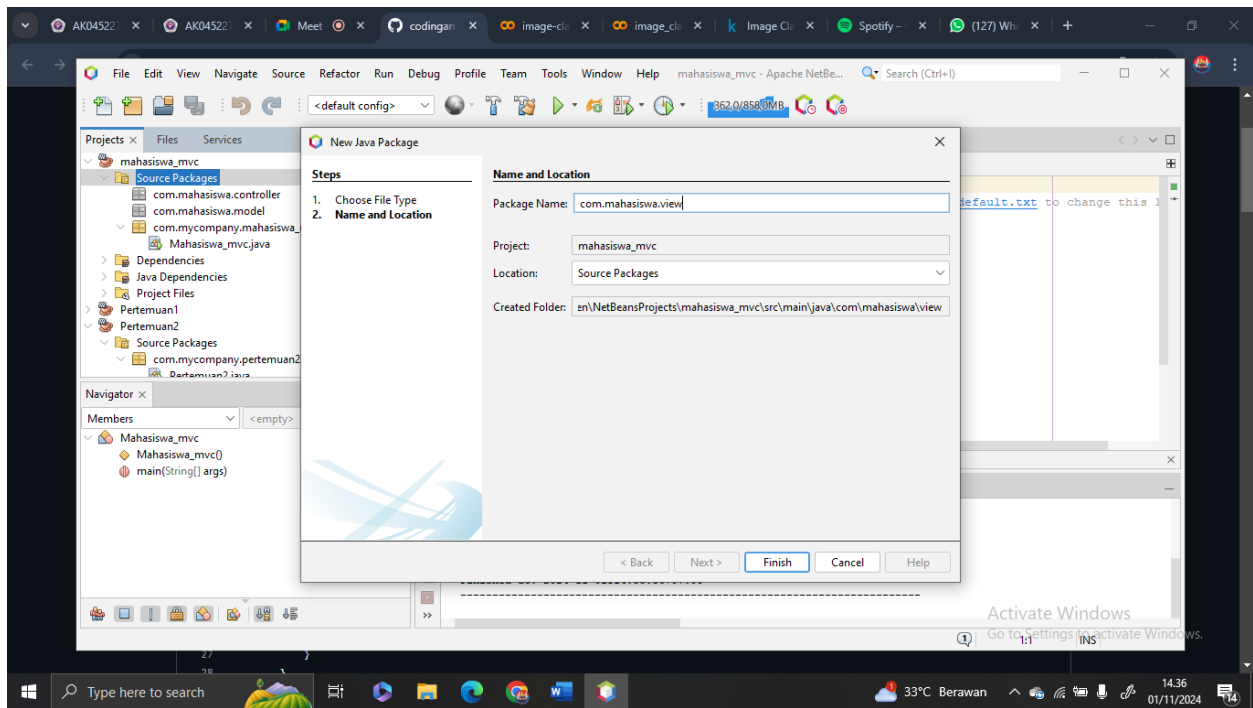 AK04522
AK04522
Meet
codingan
image-cla
image_cla
Image Cla
Spotify –
(127) Wh
File Edit View Navigate Source Refactor Run Debug Profile Team Tools Window Help mahasiswa_mvc - Apache NetBe... Search (Ctrl+I)
<default config>
362.0/858.0MB
Projects
Files
Services
mahasiswa_mvc
Source Packages
com.mahasiswa.controller
com.mahasiswa.model
com.mycompany.mahasiswa_
Mahasiswa_mvc.java
Dependencies
Java Dependencies
Project Files
Pertemuan1
Pertemuan2
Source Packages
com.mycompany.pertemuan2
Pertemuan2.java
Navigator
Members
<empty>
Mahasiswa_mvc
Mahasiswa_mvc()
main(String[] args)
New Java Package
Steps
1. Choose File Type
2. Name and Location
Name and Location
Package Name: com.mahasiswa.view
Project: mahasiswa_mvc
Location: Source Packages
Created Folder: en\NetBeansProjects\mahasiswa_mvc\src\main\java\com\mahasiswa\view
< Back
Next >
Finish
Cancel
Help
default.txt to change this l
------------------------------------------------------------------------
Activate Windows
Go to Settings to activate Windows.
1:1
INS
27 }
28 }
Type here to search
33°C Berawan
14.36
01/11/2024
14